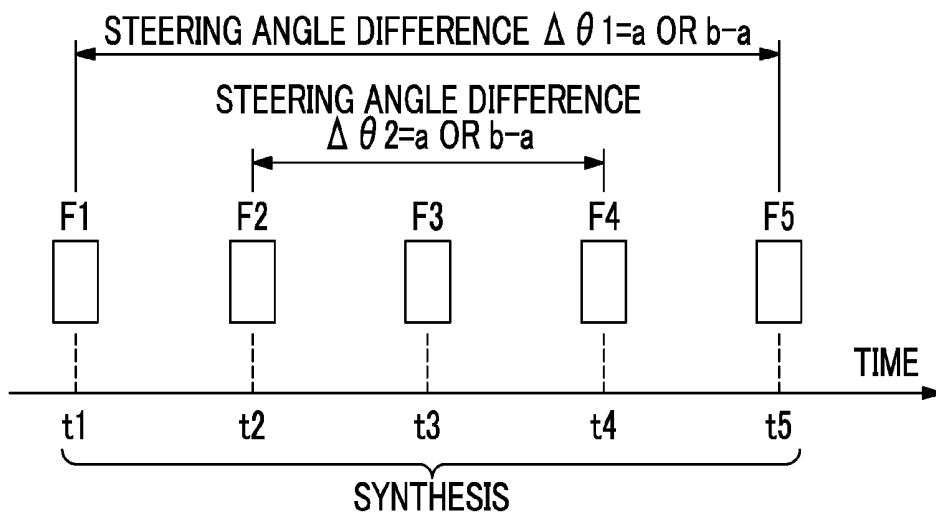 STEERING ANGLE DIFFERENCE Δθ1=a OR b-a
STEERING ANGLE DIFFERENCE
Δθ2=a OR b-a
F1 F2 F3 F4 F5
TIME
t1 t2 t3 t4 t5
SYNTHESIS